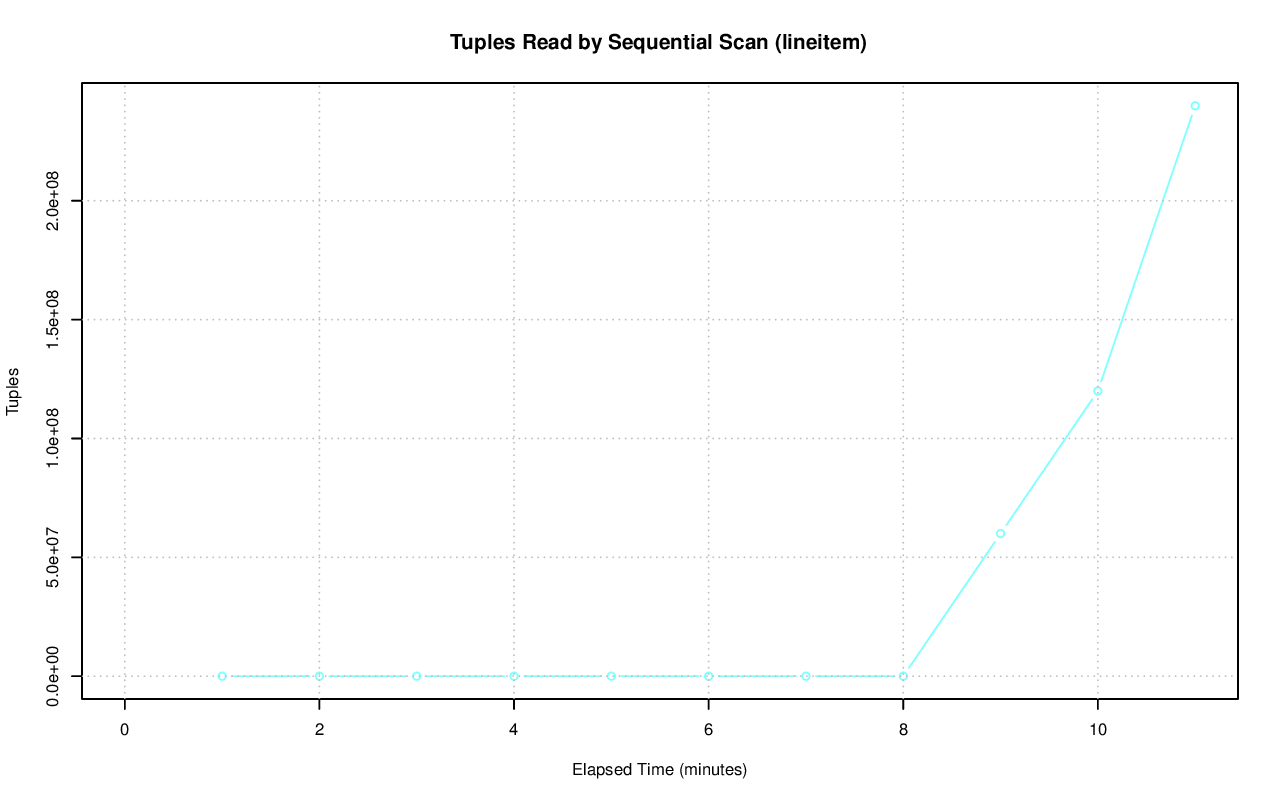 Tuples Read by Sequential Scan (lineitem)
Tuples
2.0e+08
1.5e+08
1.0e+08
5.0e+07
0.0e+00
0 2 4 6 8 10
Elapsed Time (minutes)